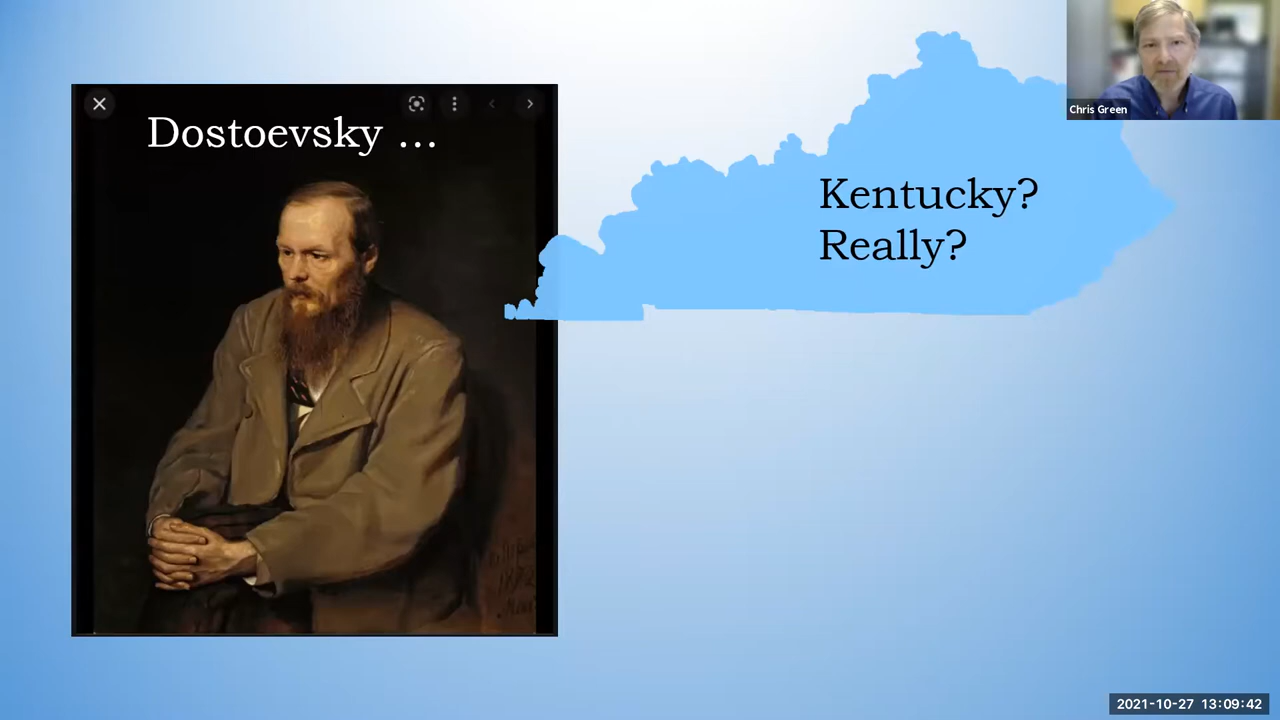 Dostoevsky ...
Kentucky?
Really?
Chris Green
2021-10-27 13:09:42